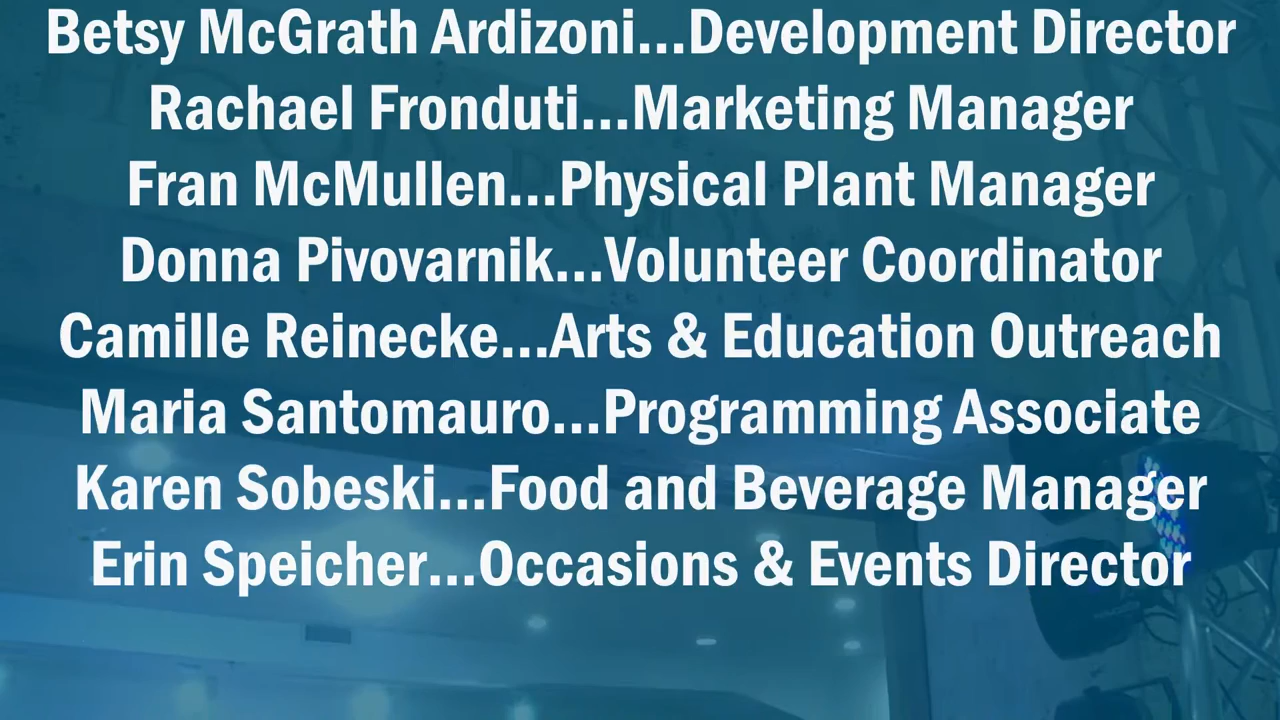 Betsy McGrath Ardizoni...Development Director
Rachael Fronduti...Marketing Manager
Fran McMullen...Physical Plant Manager
Donna Pivovarnik...Volunteer Coordinator
Camille Reinecke...Arts & Education Outreach
Maria Santomauro...Programming Associate
Karen Sobeski...Food and Beverage Manager
Erin Speicher...Occasions & Events Director